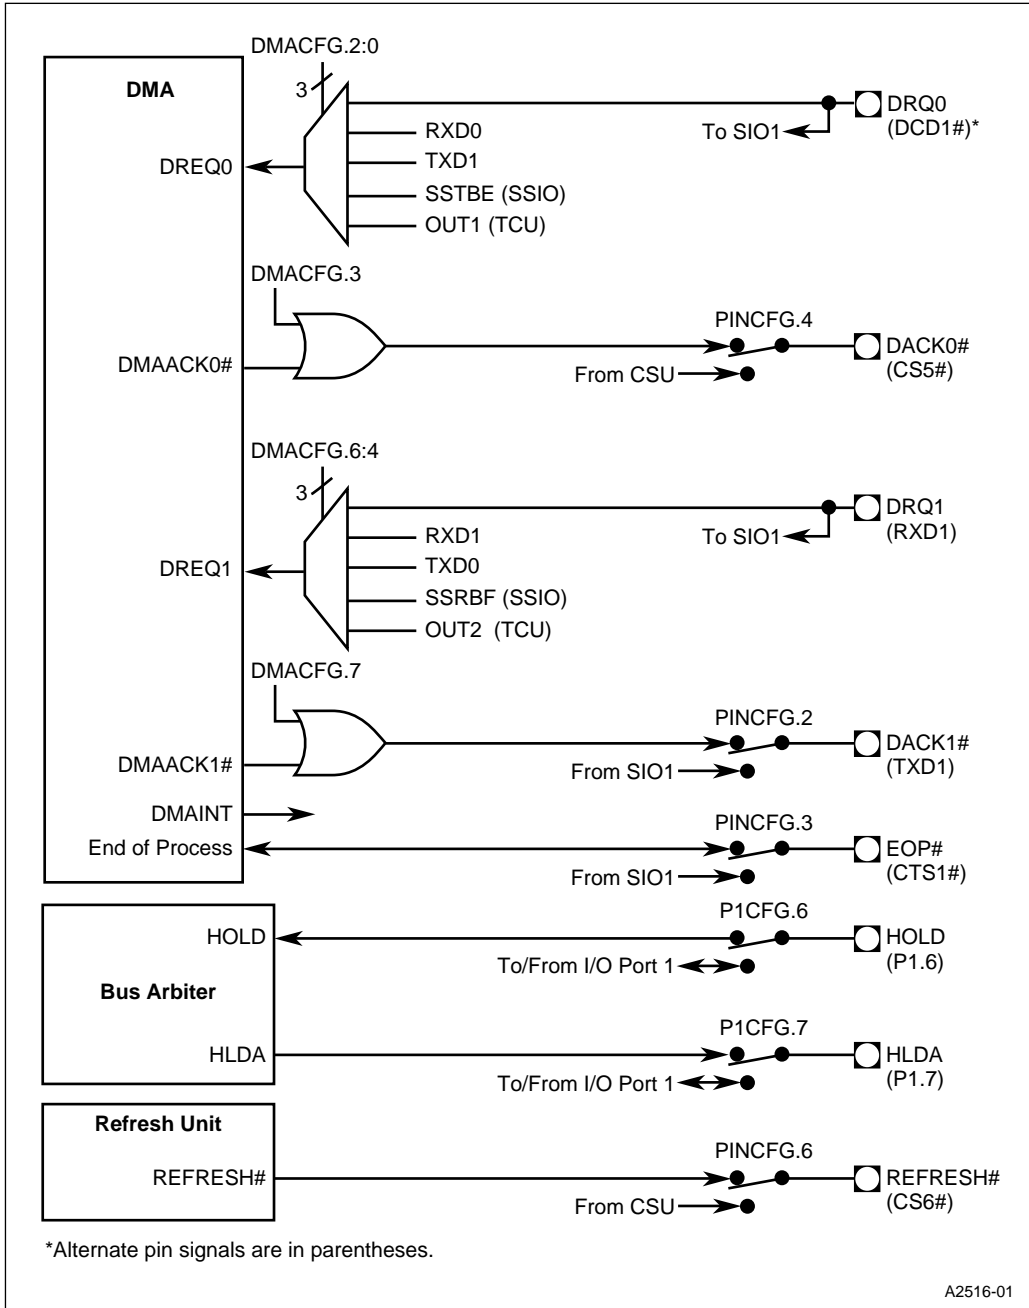 DMACFG.2:0
DMA
3
DRQ0
(DCD1#)*
RXD0
To SIO1
TXD1
DREQ0
SSTBE (SSIO)
OUT1 (TCU)
DMACFG.3
PINCFG.4
DACK0#
(CS5#)
DMAACK0#
From CSU
DMACFG.6:4
3
DRQ1
(RXD1)
RXD1
To SIO1
TXD0
DREQ1
SSRBF (SSIO)
OUT2 (TCU)
DMACFG.7
PINCFG.2
DACK1#
(TXD1)
DMAACK1#
From SIO1
DMAINT
PINCFG.3
End of Process
EOP#
(CTS1#)
From SIO1
P1CFG.6
HOLD
HOLD
(P1.6)
To/From I/O Port 1
Bus Arbiter
P1CFG.7
HLDA
HLDA
(P1.7)
To/From I/O Port 1
Refresh Unit
PINCFG.6
REFRESH#
REFRESH#
(CS6#)
From CSU
*Alternate pin signals are in parentheses.
A2516-01